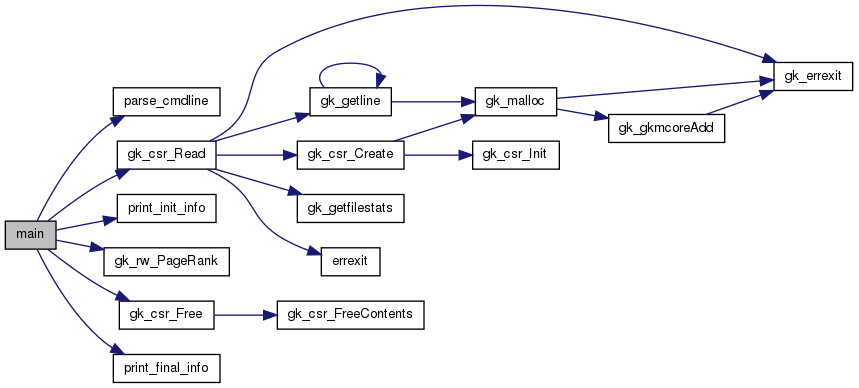 main
parse_cmdline
gk_csr_Read
print_init_info
gk_rw_PageRank
gk_csr_Free
print_final_info
gk_getline
gk_csr_Create
gk_getfilestats
errexit
gk_csr_FreeContents
gk_malloc
gk_csr_Init
gk_gkmcoreAdd
gk_errexit